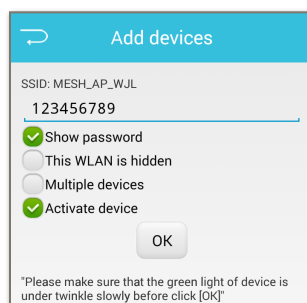 Add devices
SSID: MESH_AP_WJL
123456789
Show password
This WLAN is hidden
Multiple devices
Activate device
OK
"Please make sure that the green light of device is
under twinkle slowly before click [OK]"